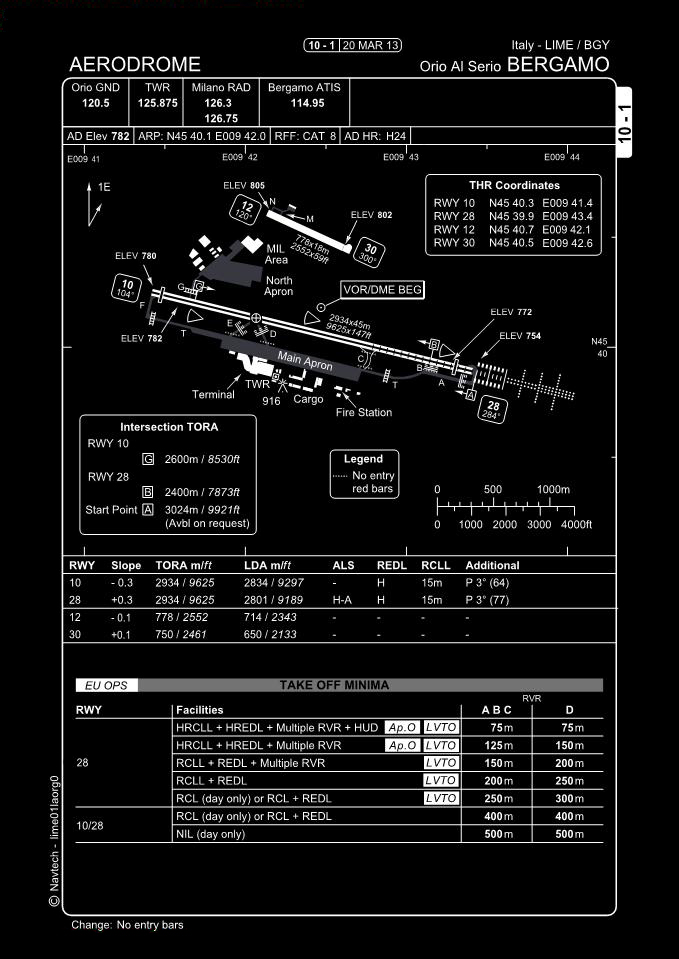 10 - 1 | 20 MAR 13
Italy - LIME / BGY
AERODROME
Orio Al Serio BERGAMO
Orio GND TWR Milano RAD Bergamo ATIS
120.5 125.875 126.3 114.95
126.75
10 - 1
AD Elev 782 ARP: N45 40.1 E009 42.0 RFF: CAT 8 AD HR: H24
E009 41 E009 42 E009 43 E009 44
1E
THR Coordinates
RWY 10 N45 40.3 E009 41.4
RWY 28 N45 39.9 E009 43.4
RWY 12 N45 40.7 E009 42.1
RWY 30 N45 40.5 E009 42.6
ELEV 805
N
M
12
120°
ELEV 802
778x18m
2552x59ft
30
300°
MIL
Area
North
Apron
ELEV 780
10
104°
G G
F
VOR/DME BEG
2934x45m
9625x147ft
ELEV 772
ELEV 754
N45
40
ELEV 782
T
E
D
B
C
B
A
A
T
Main Apron
Terminal
TWR
916
Cargo
Fire Station
28
284°
Intersection TORA
RWY 10
G 2600m / 8530ft
RWY 28
B 2400m / 7873ft
Start Point A 3024m / 9921ft
(Avbl on request)
Legend
No entry
red bars
0 500 1000m
0 1000 2000 3000 4000ft
RWY Slope TORA m/ft LDA m/ft ALS REDL RCLL Additional
10 - 0.3 2934 / 9625 2834 / 9297 - H 15m P 3° (64)
28 +0.3 2934 / 9625 2801 / 9189 H-A H 15m P 3° (77)
12 - 0.1 778 / 2552 714 / 2343 - - - -
30 +0.1 750 / 2461 650 / 2133 - - - -
EU OPS TAKE OFF MINIMA
RVR
RWY Facilities A B C D
HRCLL + HREDL + Multiple RVR + HUD Ap.O LVTO 75m 75m
HRCLL + HREDL + Multiple RVR Ap.O LVTO 125m 150m
28 RCLL + REDL + Multiple RVR LVTO 150m 200m
RCLL + REDL LVTO 200m 250m
RCL (day only) or RCL + REDL LVTO 250m 300m
10/28 RCL (day only) or RCL + REDL 400m 400m
NIL (day only) 500m 500m
© Navtech - lime01laorg0
Change: No entry bars